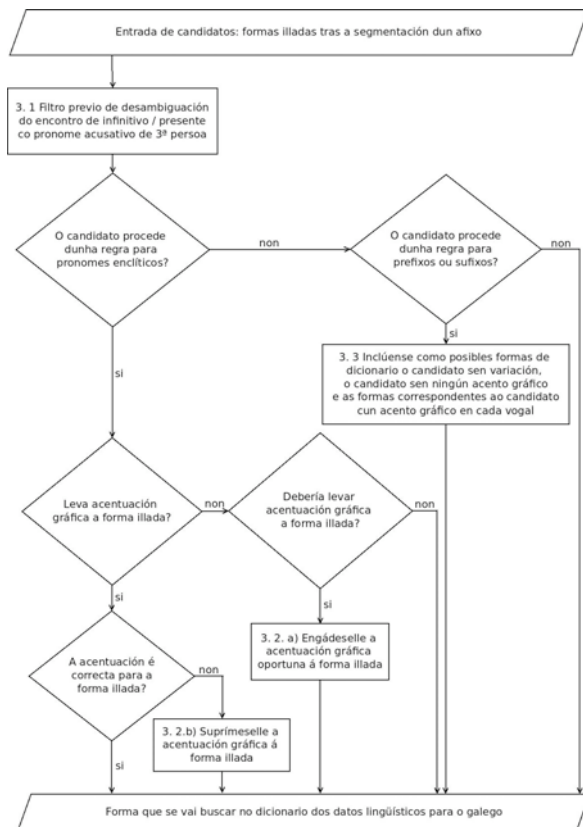 Entrada de candidatos: formas illadas tras a segmentación dun afixo
3. 1 Filtro previo de desambiguación
do encontro de infinitivo / presente
co pronome acusativo de 3ª persoa
O candidato procede
dunha regra para
pronomes enclíticos?
non
O candidato procede
dunha regra para
prefixos ou sufixos?
non
si
si
3. 3 Inclúense como posibles formas de
dicionario o candidato sen variación,
o candidato sen ningún acento gráfico
e as formas correspondentes ao candidato
cun acento gráfico en cada vogal
Leva acentuación
gráfica a forma illada?
non
Debería levar
acentuación gráfica
a forma illada?
non
si
si
3. 2. a) Engádeselle a
acentuación gráfica
oportuna á forma illada
A acentuación é
correcta para a
forma illada?
non
3. 2.b) Suprímeselle a
acentuación gráfica á
forma illada
si
Forma que se vai buscar no dicionario dos datos lingüísticos para o galego